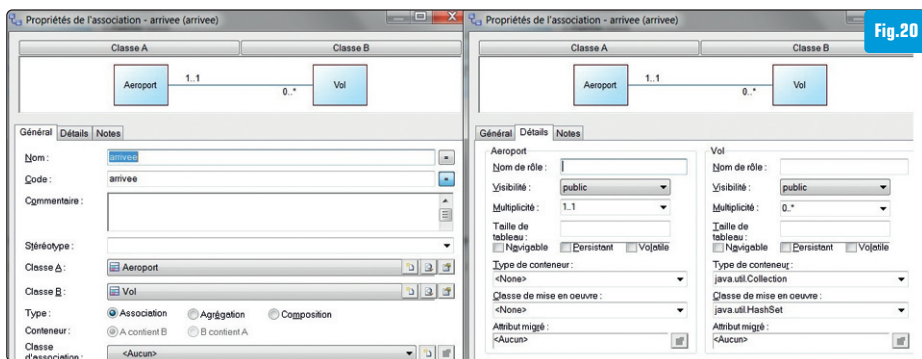 Propriétés de l'association - arrivee (arrivee)
Classe A Classe B
Aeroport 1..1 0..* Vol
Général Détails Notes
Nom : arrivee =
Code : arrivee =
Commentaire :
Stéréotype :
Classe A : Aeroport
Classe B : Vol
Type : Association Agrégation Composition
Conteneur : A contient B B contient A
Classe d'association : <Aucun>
Propriétés de l'association - arrivee (arrivee)
Fig.20
Classe A Classe B
Aeroport 1..1 0..* Vol
Général Détails Notes
Aeroport
Nom de rôle :
Visibilité : public
Multiplicité : 1..1
Taille de tableau :
Navigable Persistant Volatile
Type de conteneur :
<None>
Classe de mise en oeuvre :
<None>
Attribut migré :
<Aucun>
Vol
Nom de rôle :
Visibilité : public
Multiplicité : 0..*
Taille de tableau :
Navigable Persistant Volatile
Type de conteneur :
java.util.Collection
Classe de mise en oeuvre :
java.util.HashSet
Attribut migré :
<Aucun>